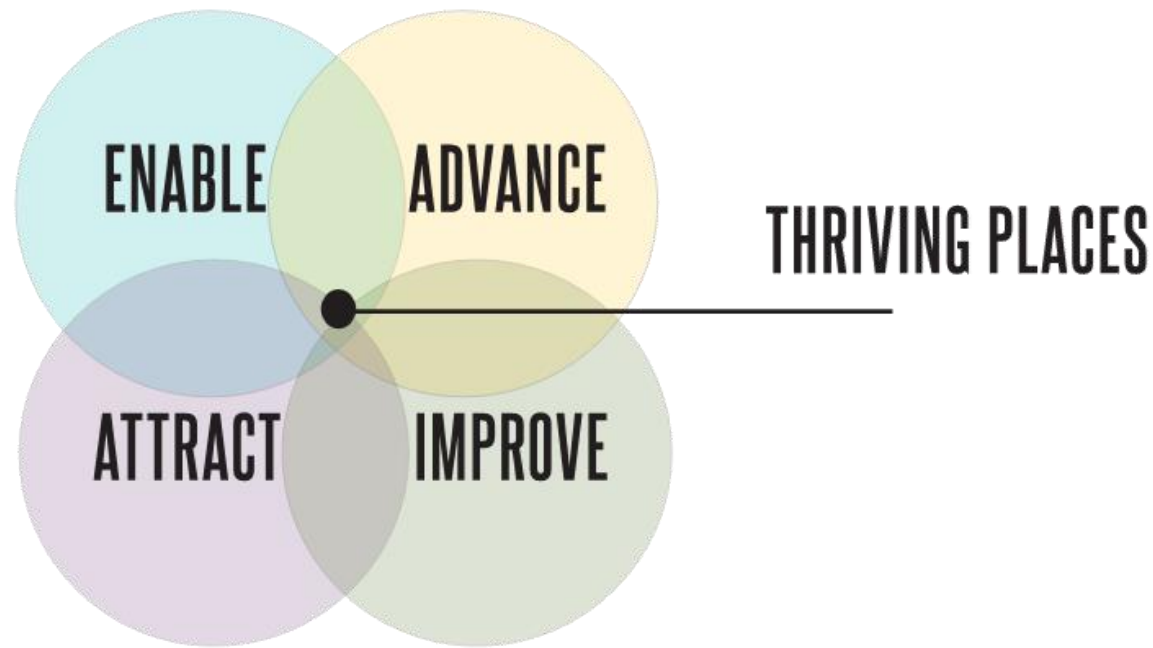 ENABLE
ADVANCE
THRIVING PLACES
ATTRACT
IMPROVE